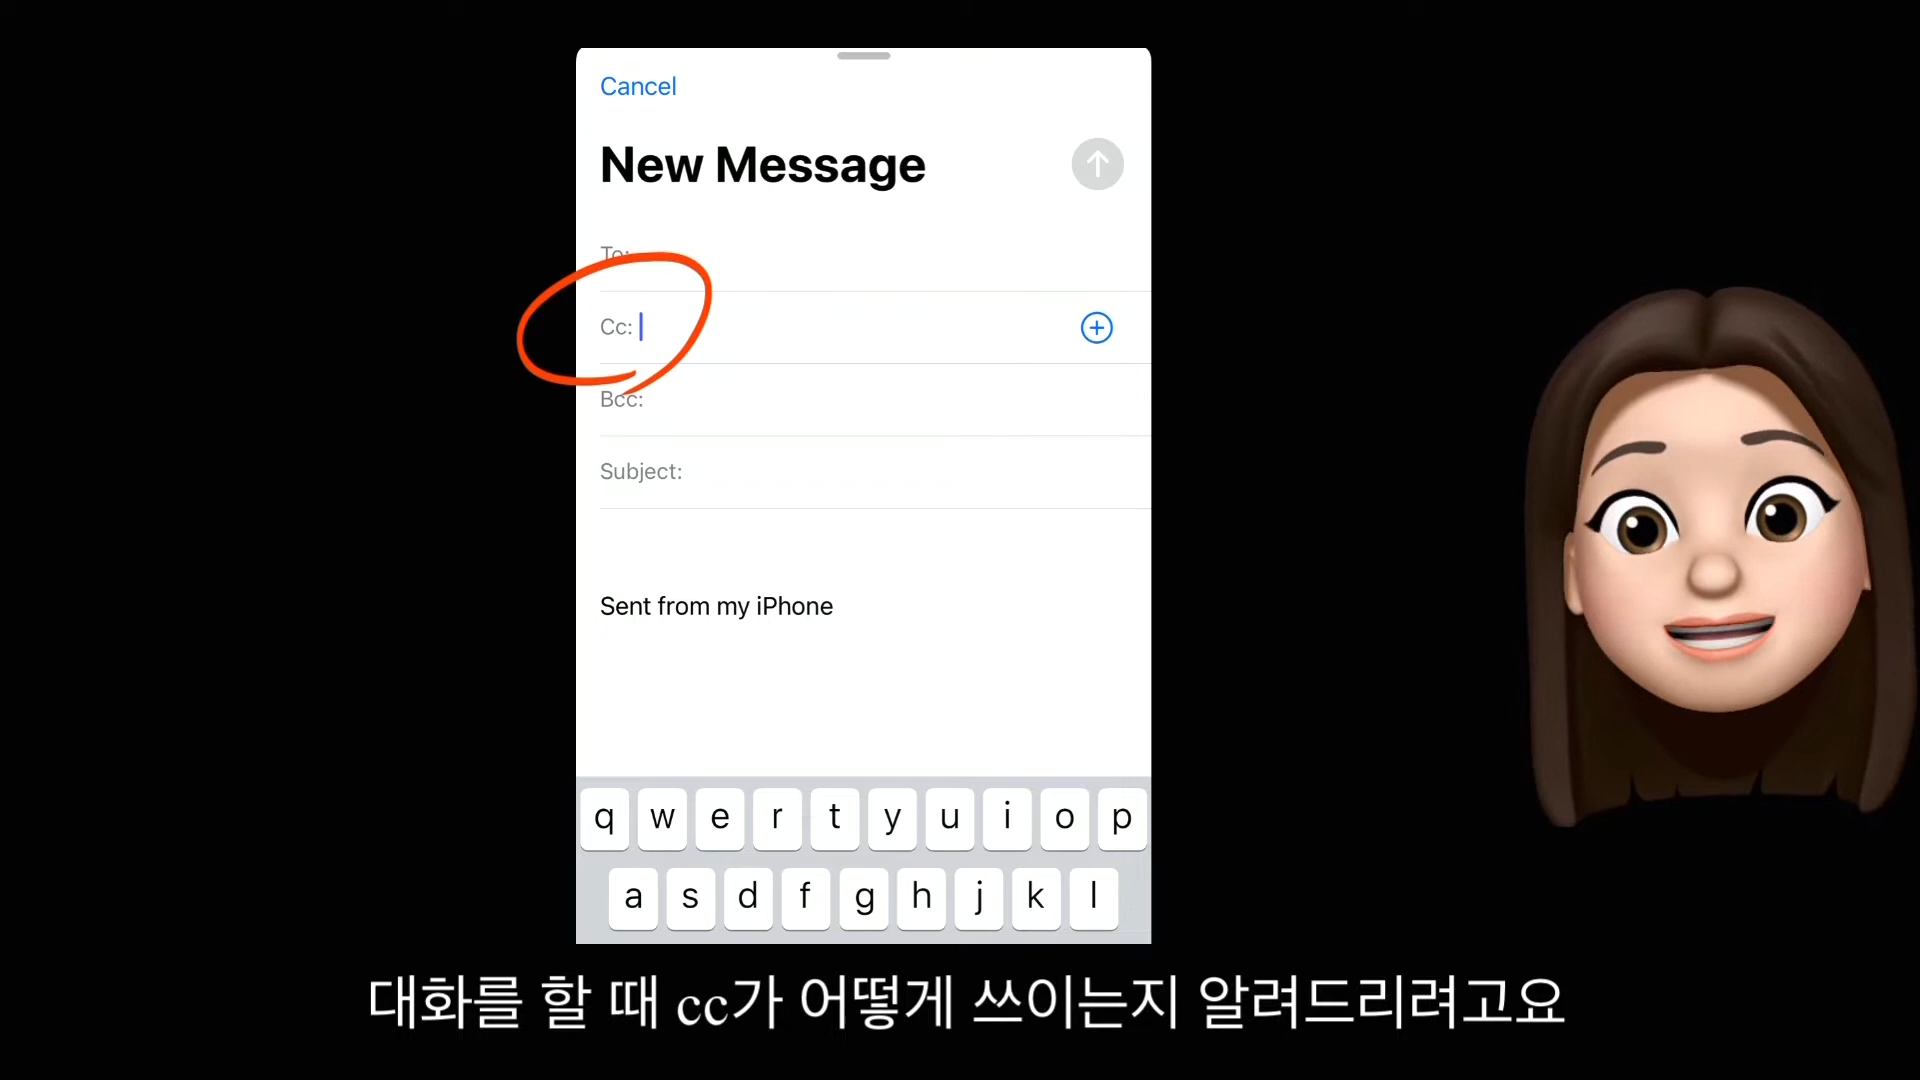 Cancel
New Message
To:
Cc:
Bcc:
Subject:
Sent from my iPhone
q w e r t y u i o p
a s d f g h j k l
대화를 할 때 cc가 어떻게 쓰이는지 알려드리려고요